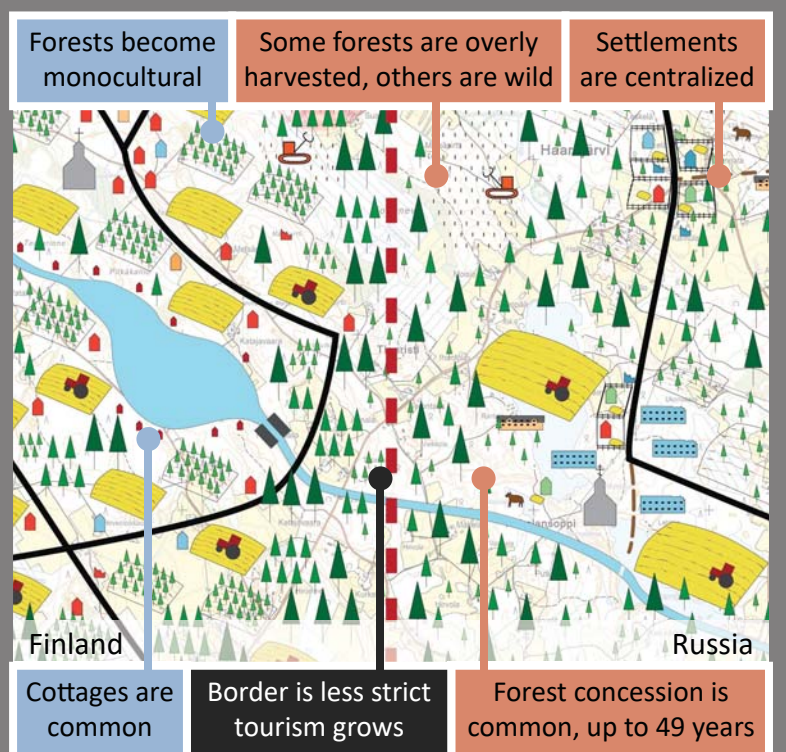 Forests become
monocultural
Some forests are overly
harvested, others are wild
Settlements
are centralized
Finland
Russia
Cottages are
common
Border is less strict
tourism grows
Forest concession is
common, up to 49 years